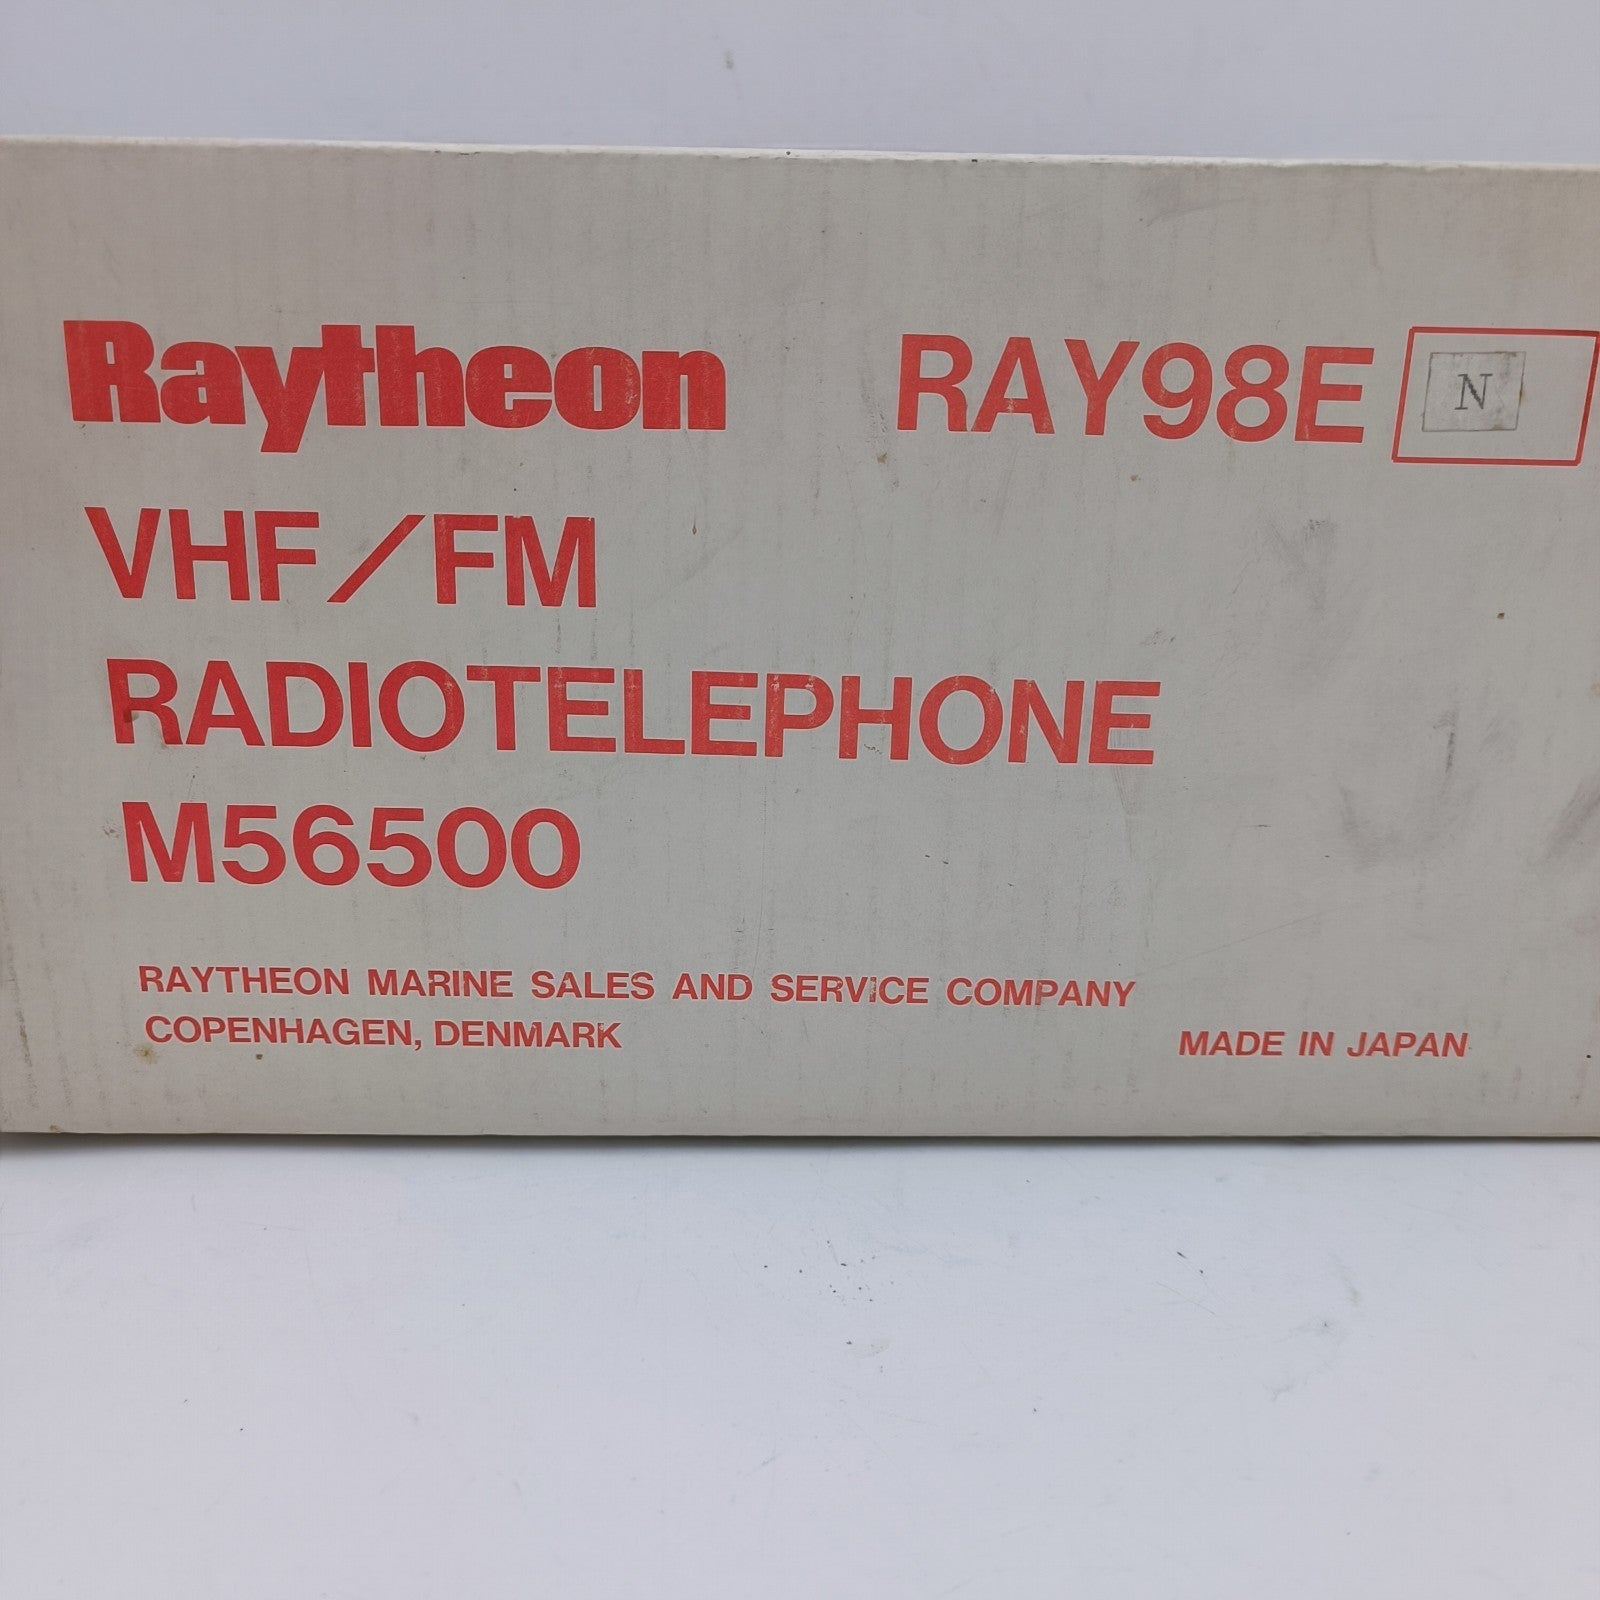 Raytheon RAY98E N
VHF/FM
RADIOTELEPHONE
M56500
RAYTHEON MARINE SALES AND SERVICE COMPANY
COPENHAGEN, DENMARK MADE IN JAPAN